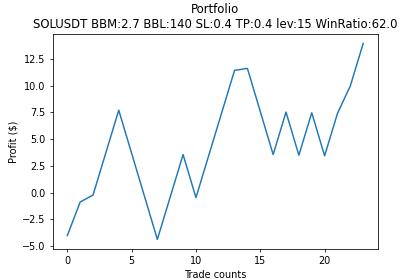 Portfolio
SOLUSDT BBM:2.7 BBL:140 SL:0.4 TP:0.4 lev:15 WinRatio:62.0
12.5
10.0
7.5
5.0
2.5
0.0
−2.5
−5.0
Profit ($)
0 5 10 15 20
Trade counts